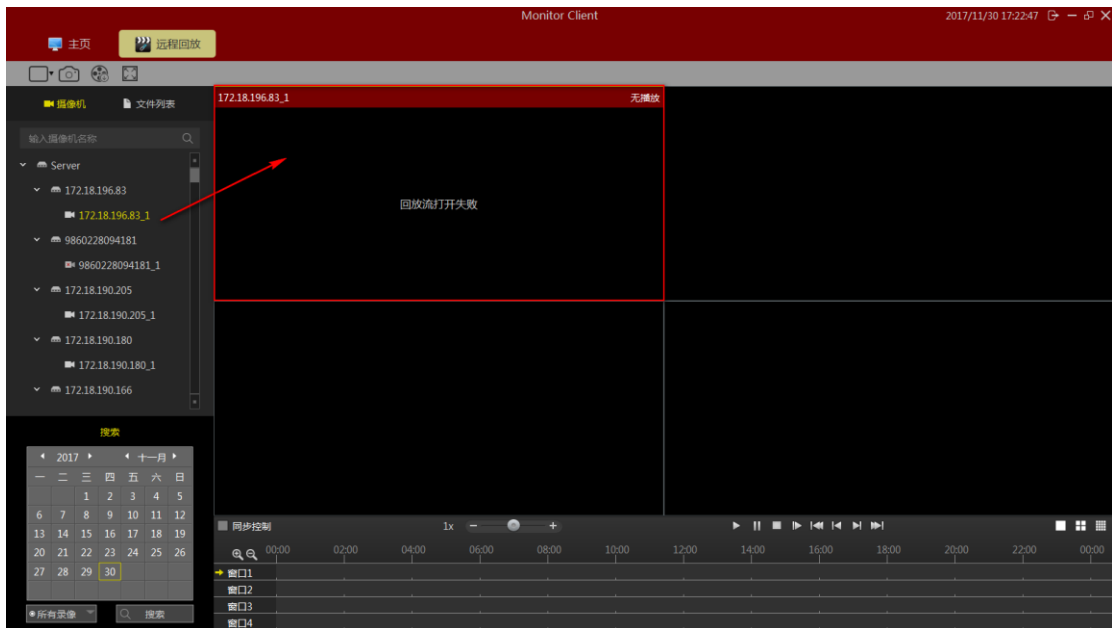 Monitor Client
2017/11/30 17:22:47
主页
远程回放
摄像机
文件列表
172.18.196.83_1
无播放
输入摄像机名称
Server
172.18.196.83
172.18.196.83_1
回放流打开失败
9860228094181
9860228094181_1
172.18.190.205
172.18.190.205_1
172.18.190.180
172.18.190.180_1
172.18.190.166
搜索
2017 十一月
一 二 三 四 五 六 日
1 2 3 4 5
6 7 8 9 10 11 12
13 14 15 16 17 18 19
20 21 22 23 24 25 26
27 28 29 30
所有录像
搜索
同步控制
1x
00:00 02:00 04:00 06:00 08:00 10:00 12:00 14:00 16:00 18:00 20:00 22:00 00:00
窗口1
窗口2
窗口3
窗口4